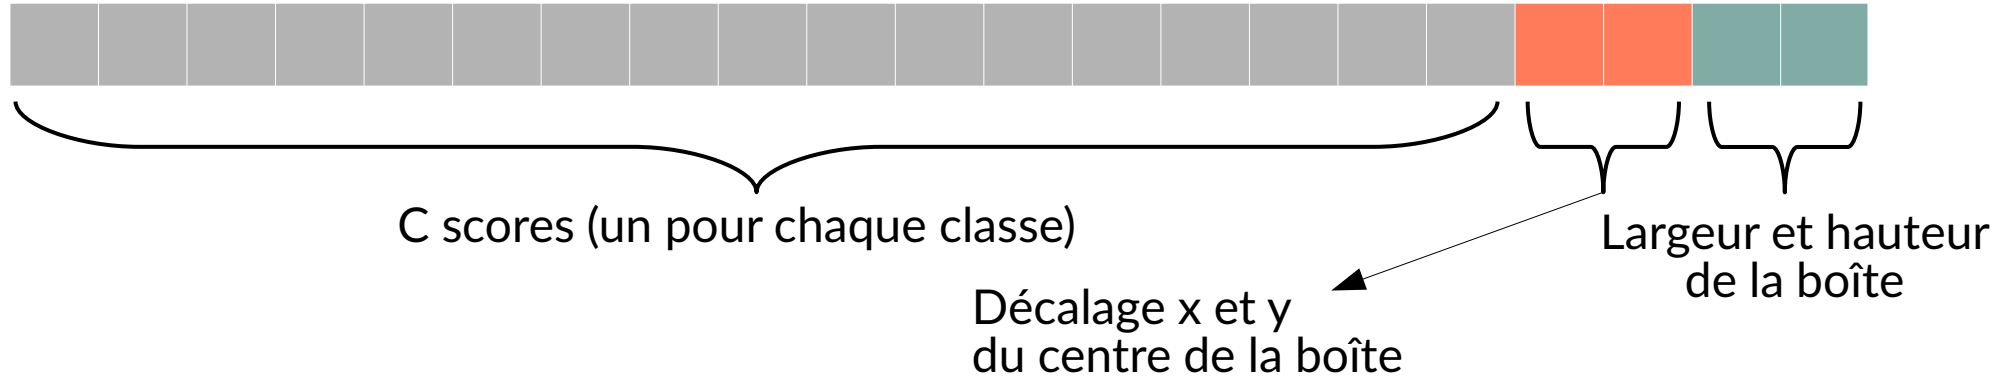 C scores (un pour chaque classe)
Largeur et hauteur
de la boîte
Décalage x et y
du centre de la boîte